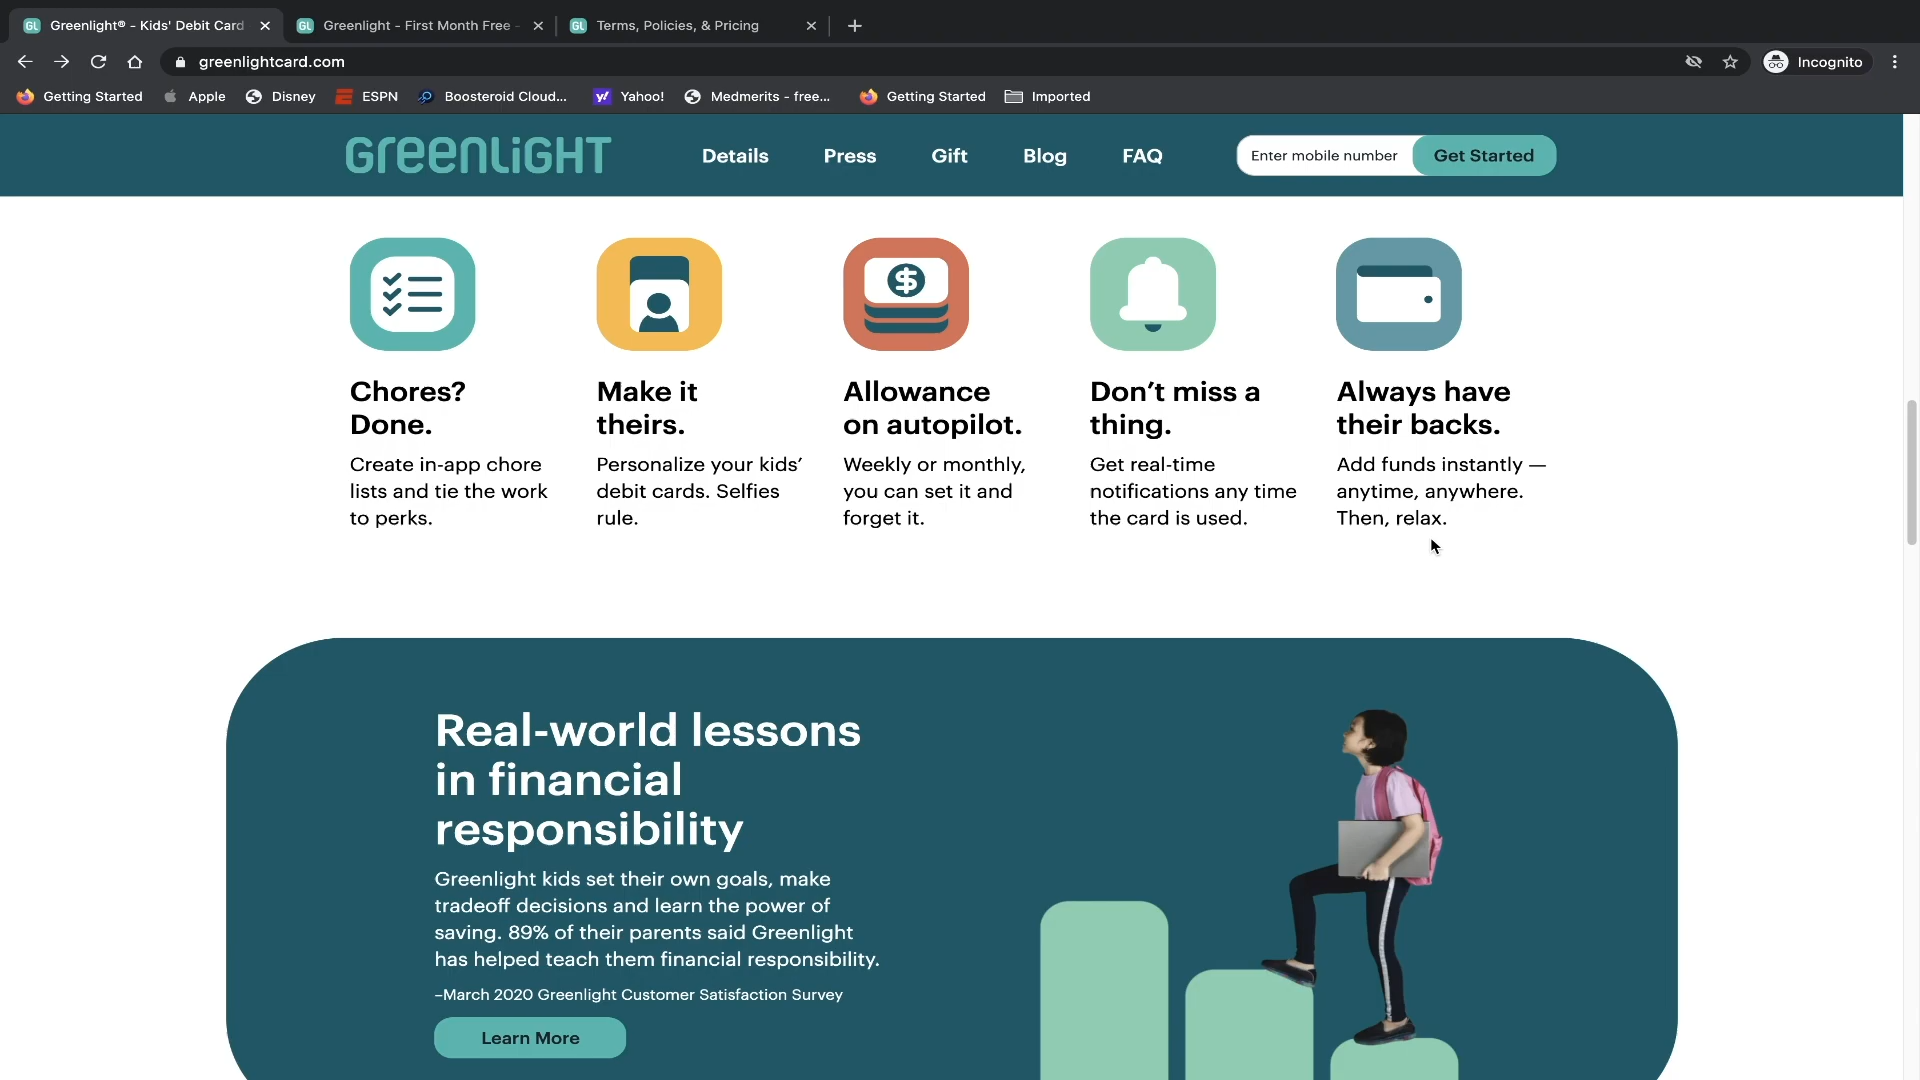 GL Greenlight® - Kids' Debit Card
GL Greenlight - First Month Free -
GL Terms, Policies, & Pricing
greenlightcard.com
Incognito
Getting Started
Apple
Disney
ESPN
Boosteroid Cloud...
Yahoo!
Medmerits - free...
Getting Started
Imported
GreenLiGHT
Details
Press
Gift
Blog
FAQ
Enter mobile number
Get Started
Chores?
Done.
Create in-app chore
lists and tie the work
to perks.
Make it
theirs.
Personalize your kids’
debit cards. Selfies
rule.
$
Allowance
on autopilot.
Weekly or monthly,
you can set it and
forget it.
Don’t miss a
thing.
Get real-time
notifications any time
the card is used.
Always have
their backs.
Add funds instantly —
anytime, anywhere.
Then, relax.
Real-world lessons
in financial
responsibility
Greenlight kids set their own goals, make
tradeoff decisions and learn the power of
saving. 89% of their parents said Greenlight
has helped teach them financial responsibility.
–March 2020 Greenlight Customer Satisfaction Survey
Learn More